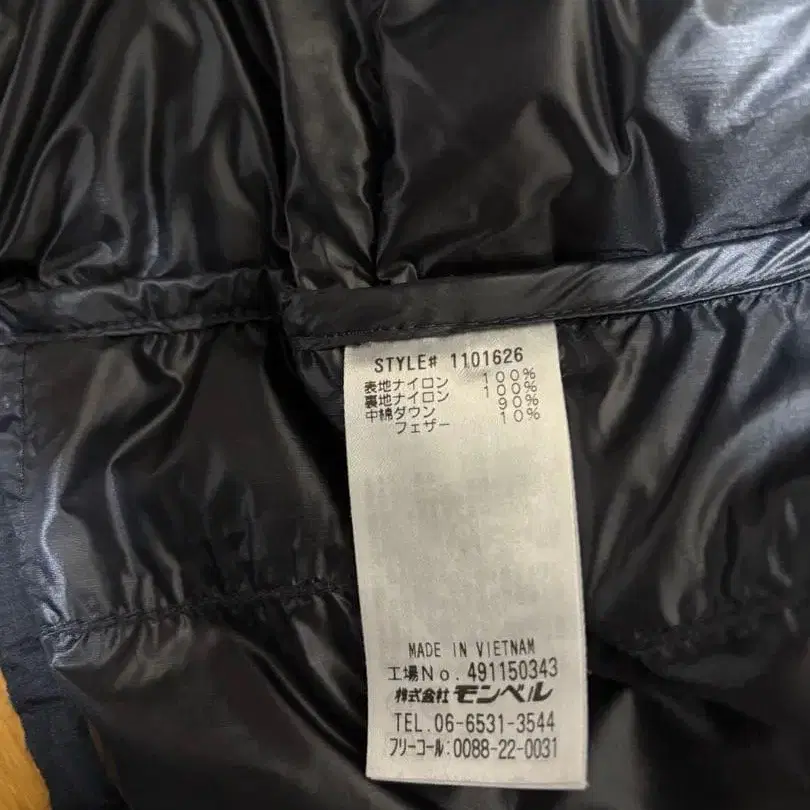 STYLE# 1101626
表地ナイロン 100%
裏地ナイロン 100%
中綿ダウン 90%
フェザー 10%
MADE IN VIETNAM
工場No. 491150343
株式会社 モンベル
TEL.06-6531-3544
フリーコール:0088-22-0031